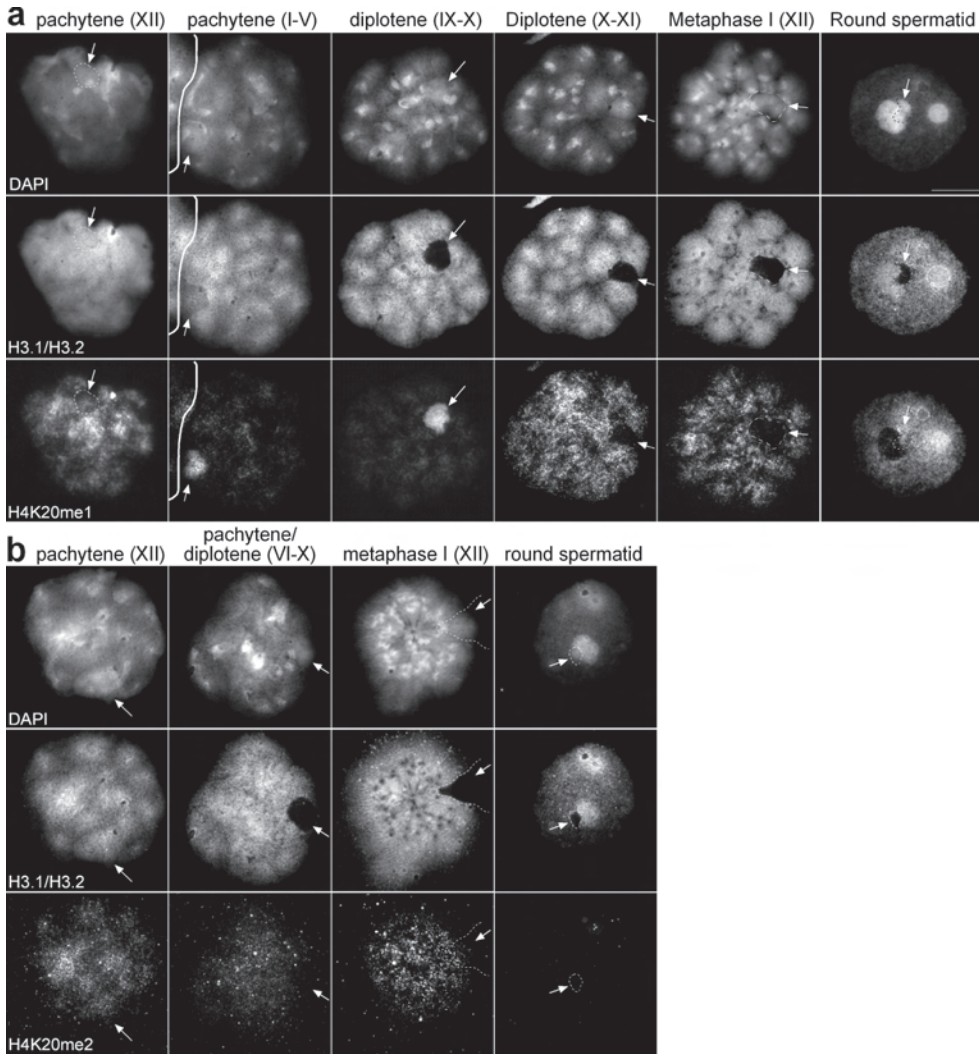 a
pachytene (XII) pachytene (I-V) diplotene (IX-X) Diplotene (X-XI) Metaphase I (XII) Round spermatid
DAPI
H3.1/H3.2
H4K20me1
b
pachytene (XII) pachytene/ diplotene (VI-X) metaphase I (XII) round spermatid
DAPI
H3.1/H3.2
H4K20me2